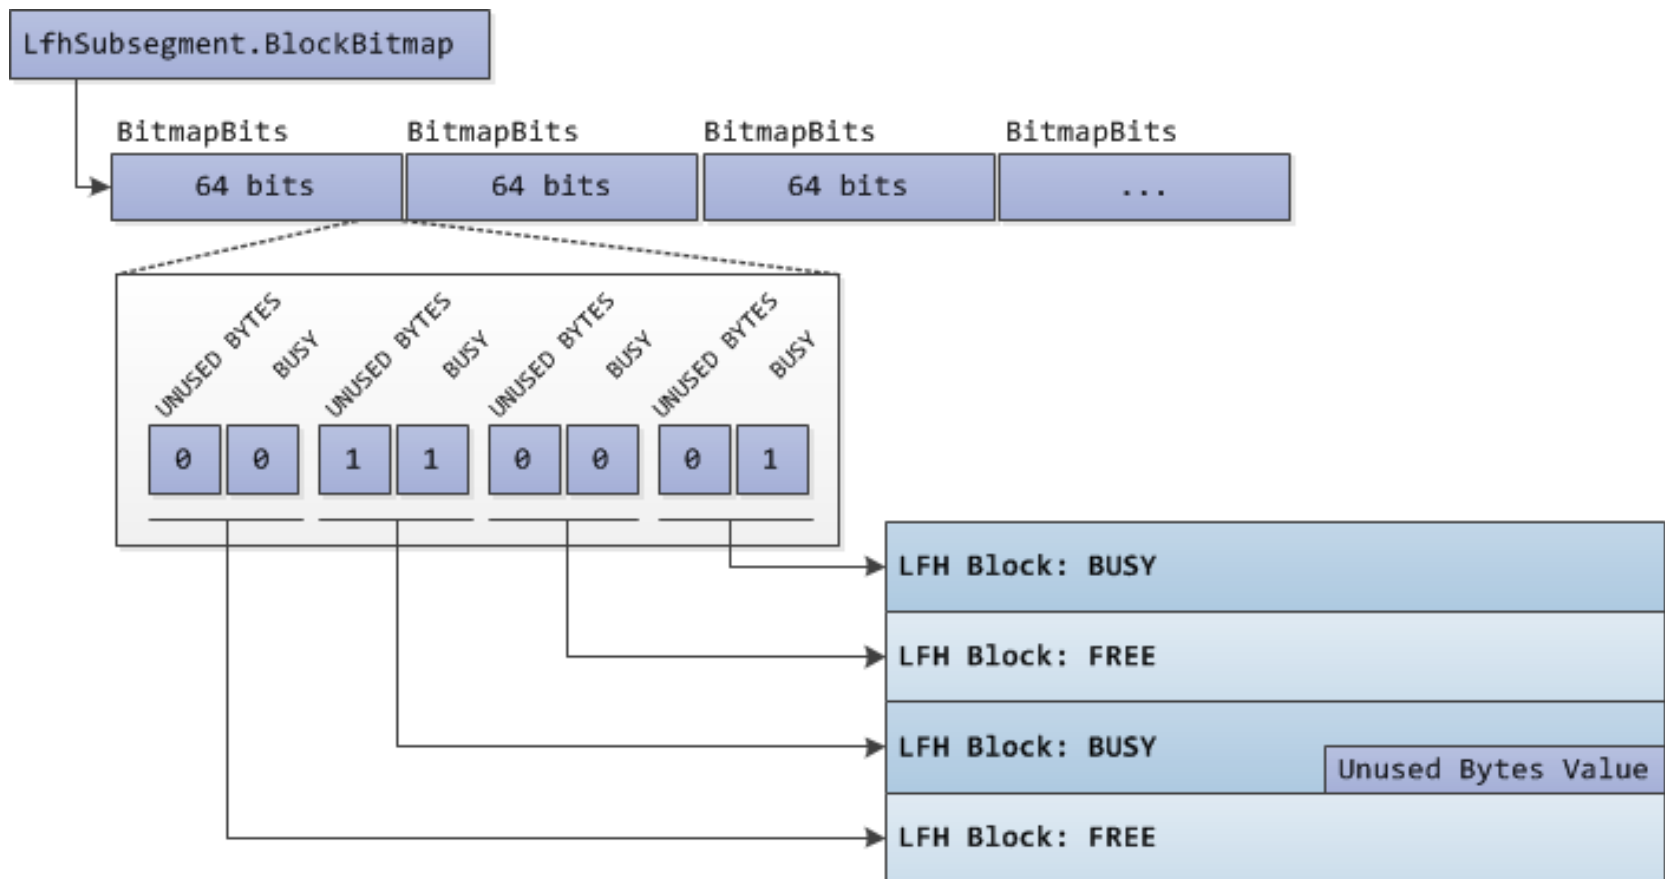 LfhSubsegment.BlockBitmap
BitmapBits BitmapBits BitmapBits BitmapBits
64 bits 64 bits 64 bits ...
UNUSED BYTES BUSY UNUSED BYTES BUSY UNUSED BYTES BUSY UNUSED BYTES BUSY
0 0 1 1 0 0 0 1
LFH Block: BUSY
LFH Block: FREE
LFH Block: BUSY
Unused Bytes Value
LFH Block: FREE